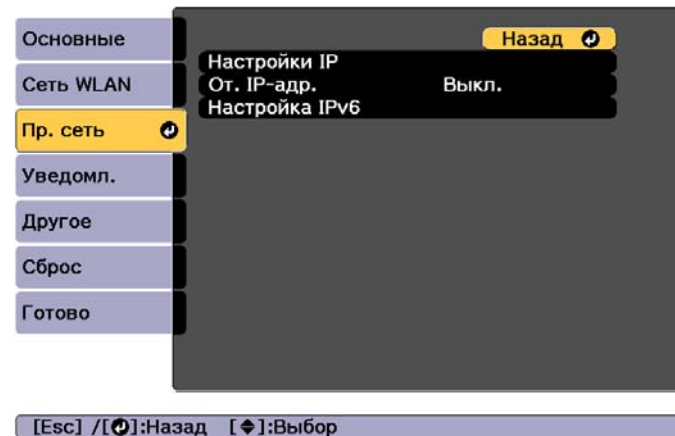 Основные
Сеть WLAN
Пр. сеть
Уведомл.
Другое
Сброс
Готово
Назад
Настройки IP
От. IP-адр. Выкл.
Настройка IPv6
[Esc] /[⏎]:Назад [◆]:Выбор